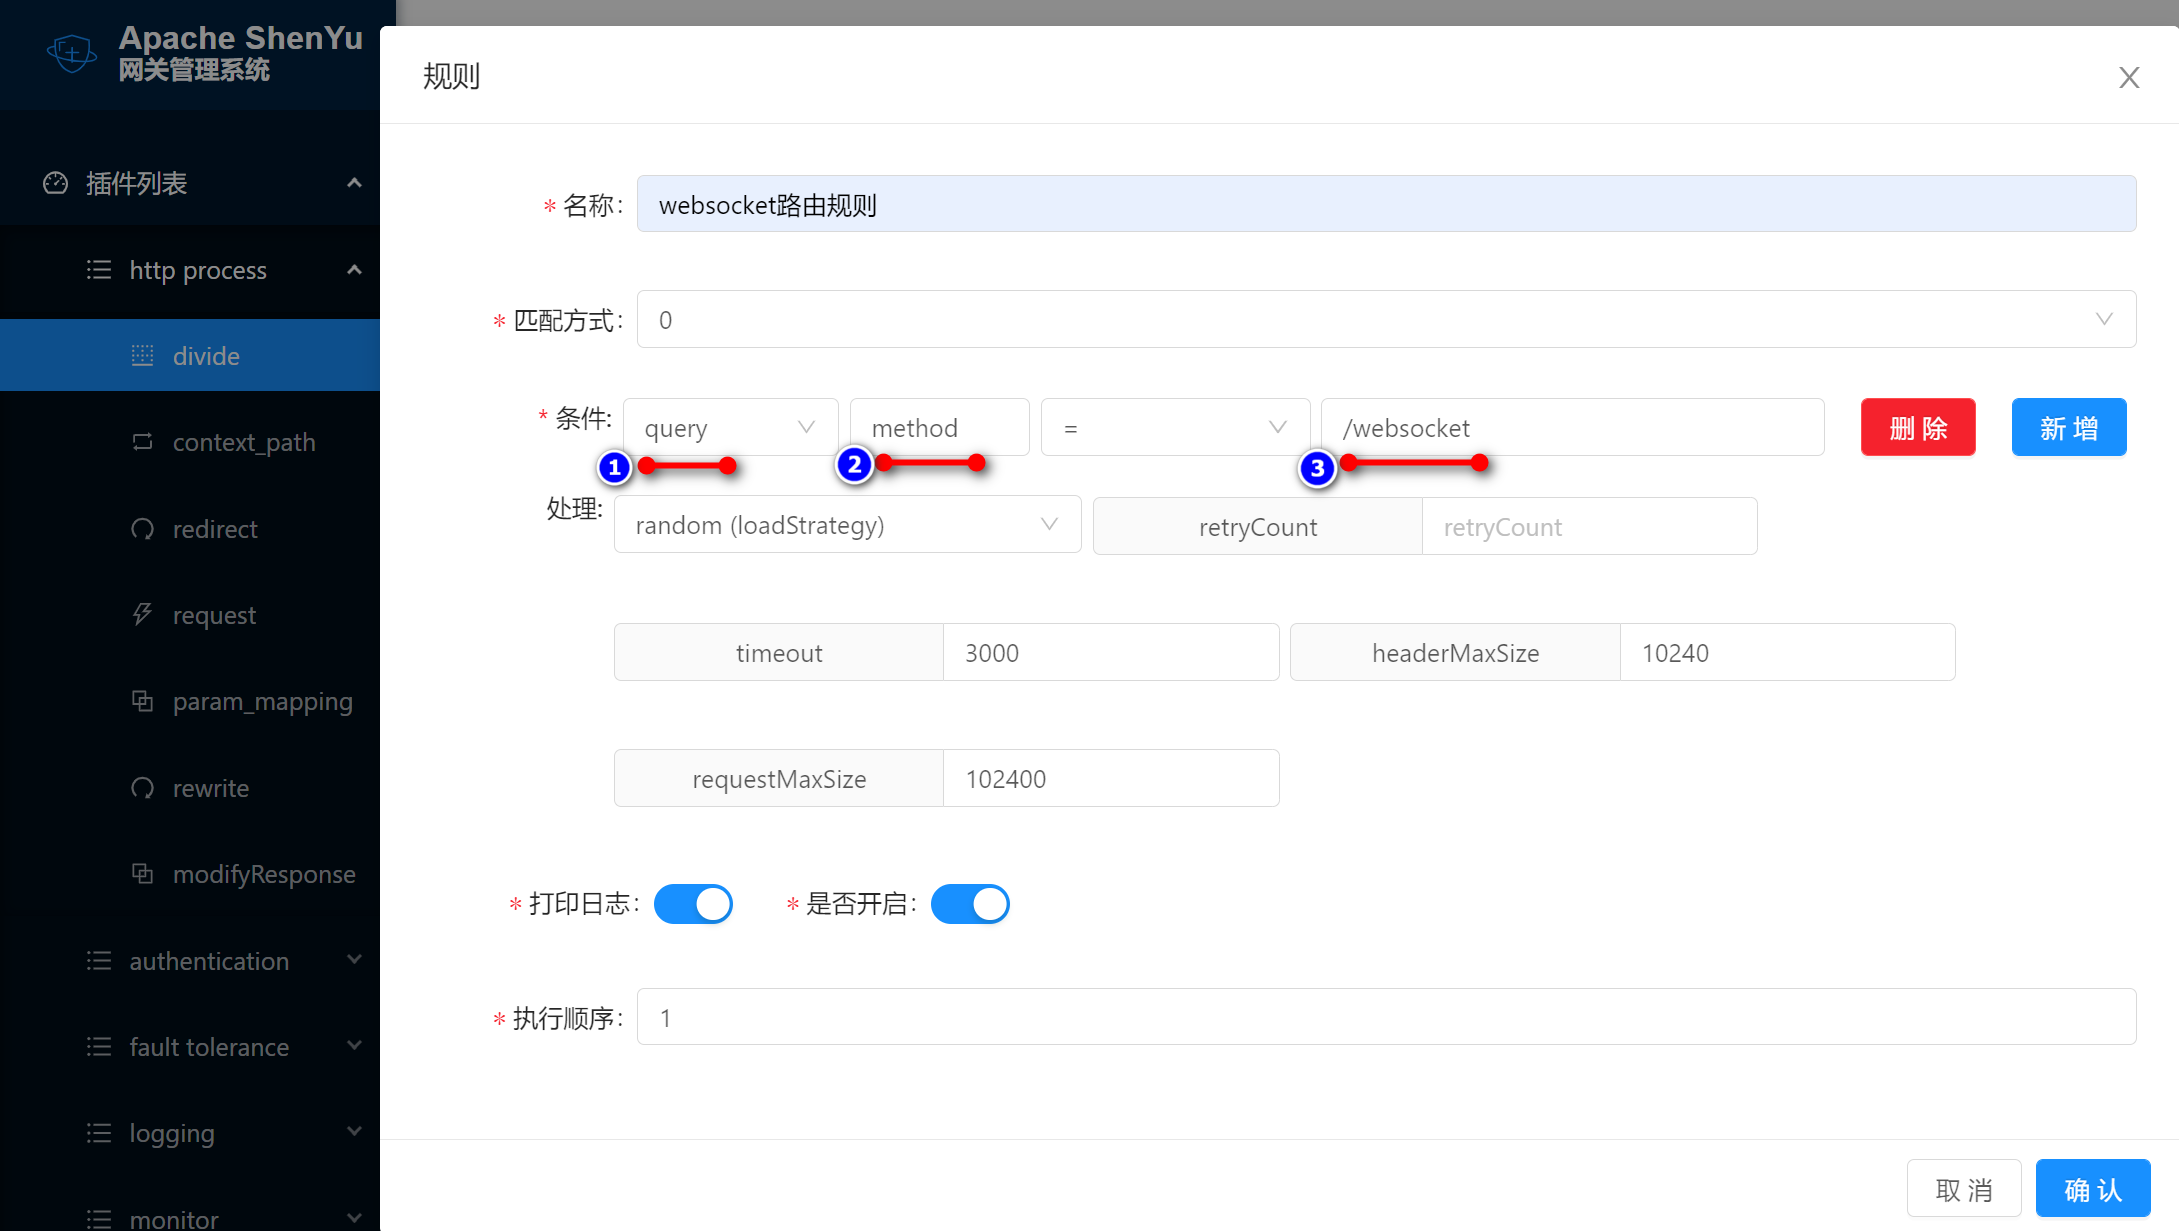 Apache ShenYu
网关管理系统
插件列表
http process
divide
context_path
redirect
request
param_mapping
rewrite
modifyResponse
authentication
fault tolerance
logging
monitor
规则
X
* 名称:
websocket路由规则
* 匹配方式:
0
* 条件:
query
method
=
/websocket
删 除
新 增
1
2
3
处理:
random (loadStrategy)
retryCount
retryCount
timeout
3000
headerMaxSize
10240
requestMaxSize
102400
* 打印日志:
* 是否开启:
* 执行顺序:
1
取 消
确 认